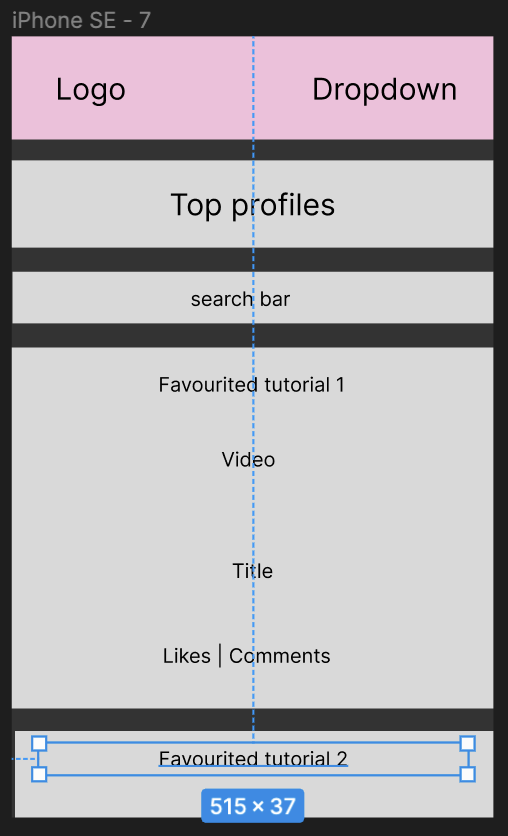 iPhone SE - 7
Logo Dropdown
Top profiles
search bar
Favourited tutorial 1
Video
Title
Likes | Comments
Favourited tutorial 2
515 × 37